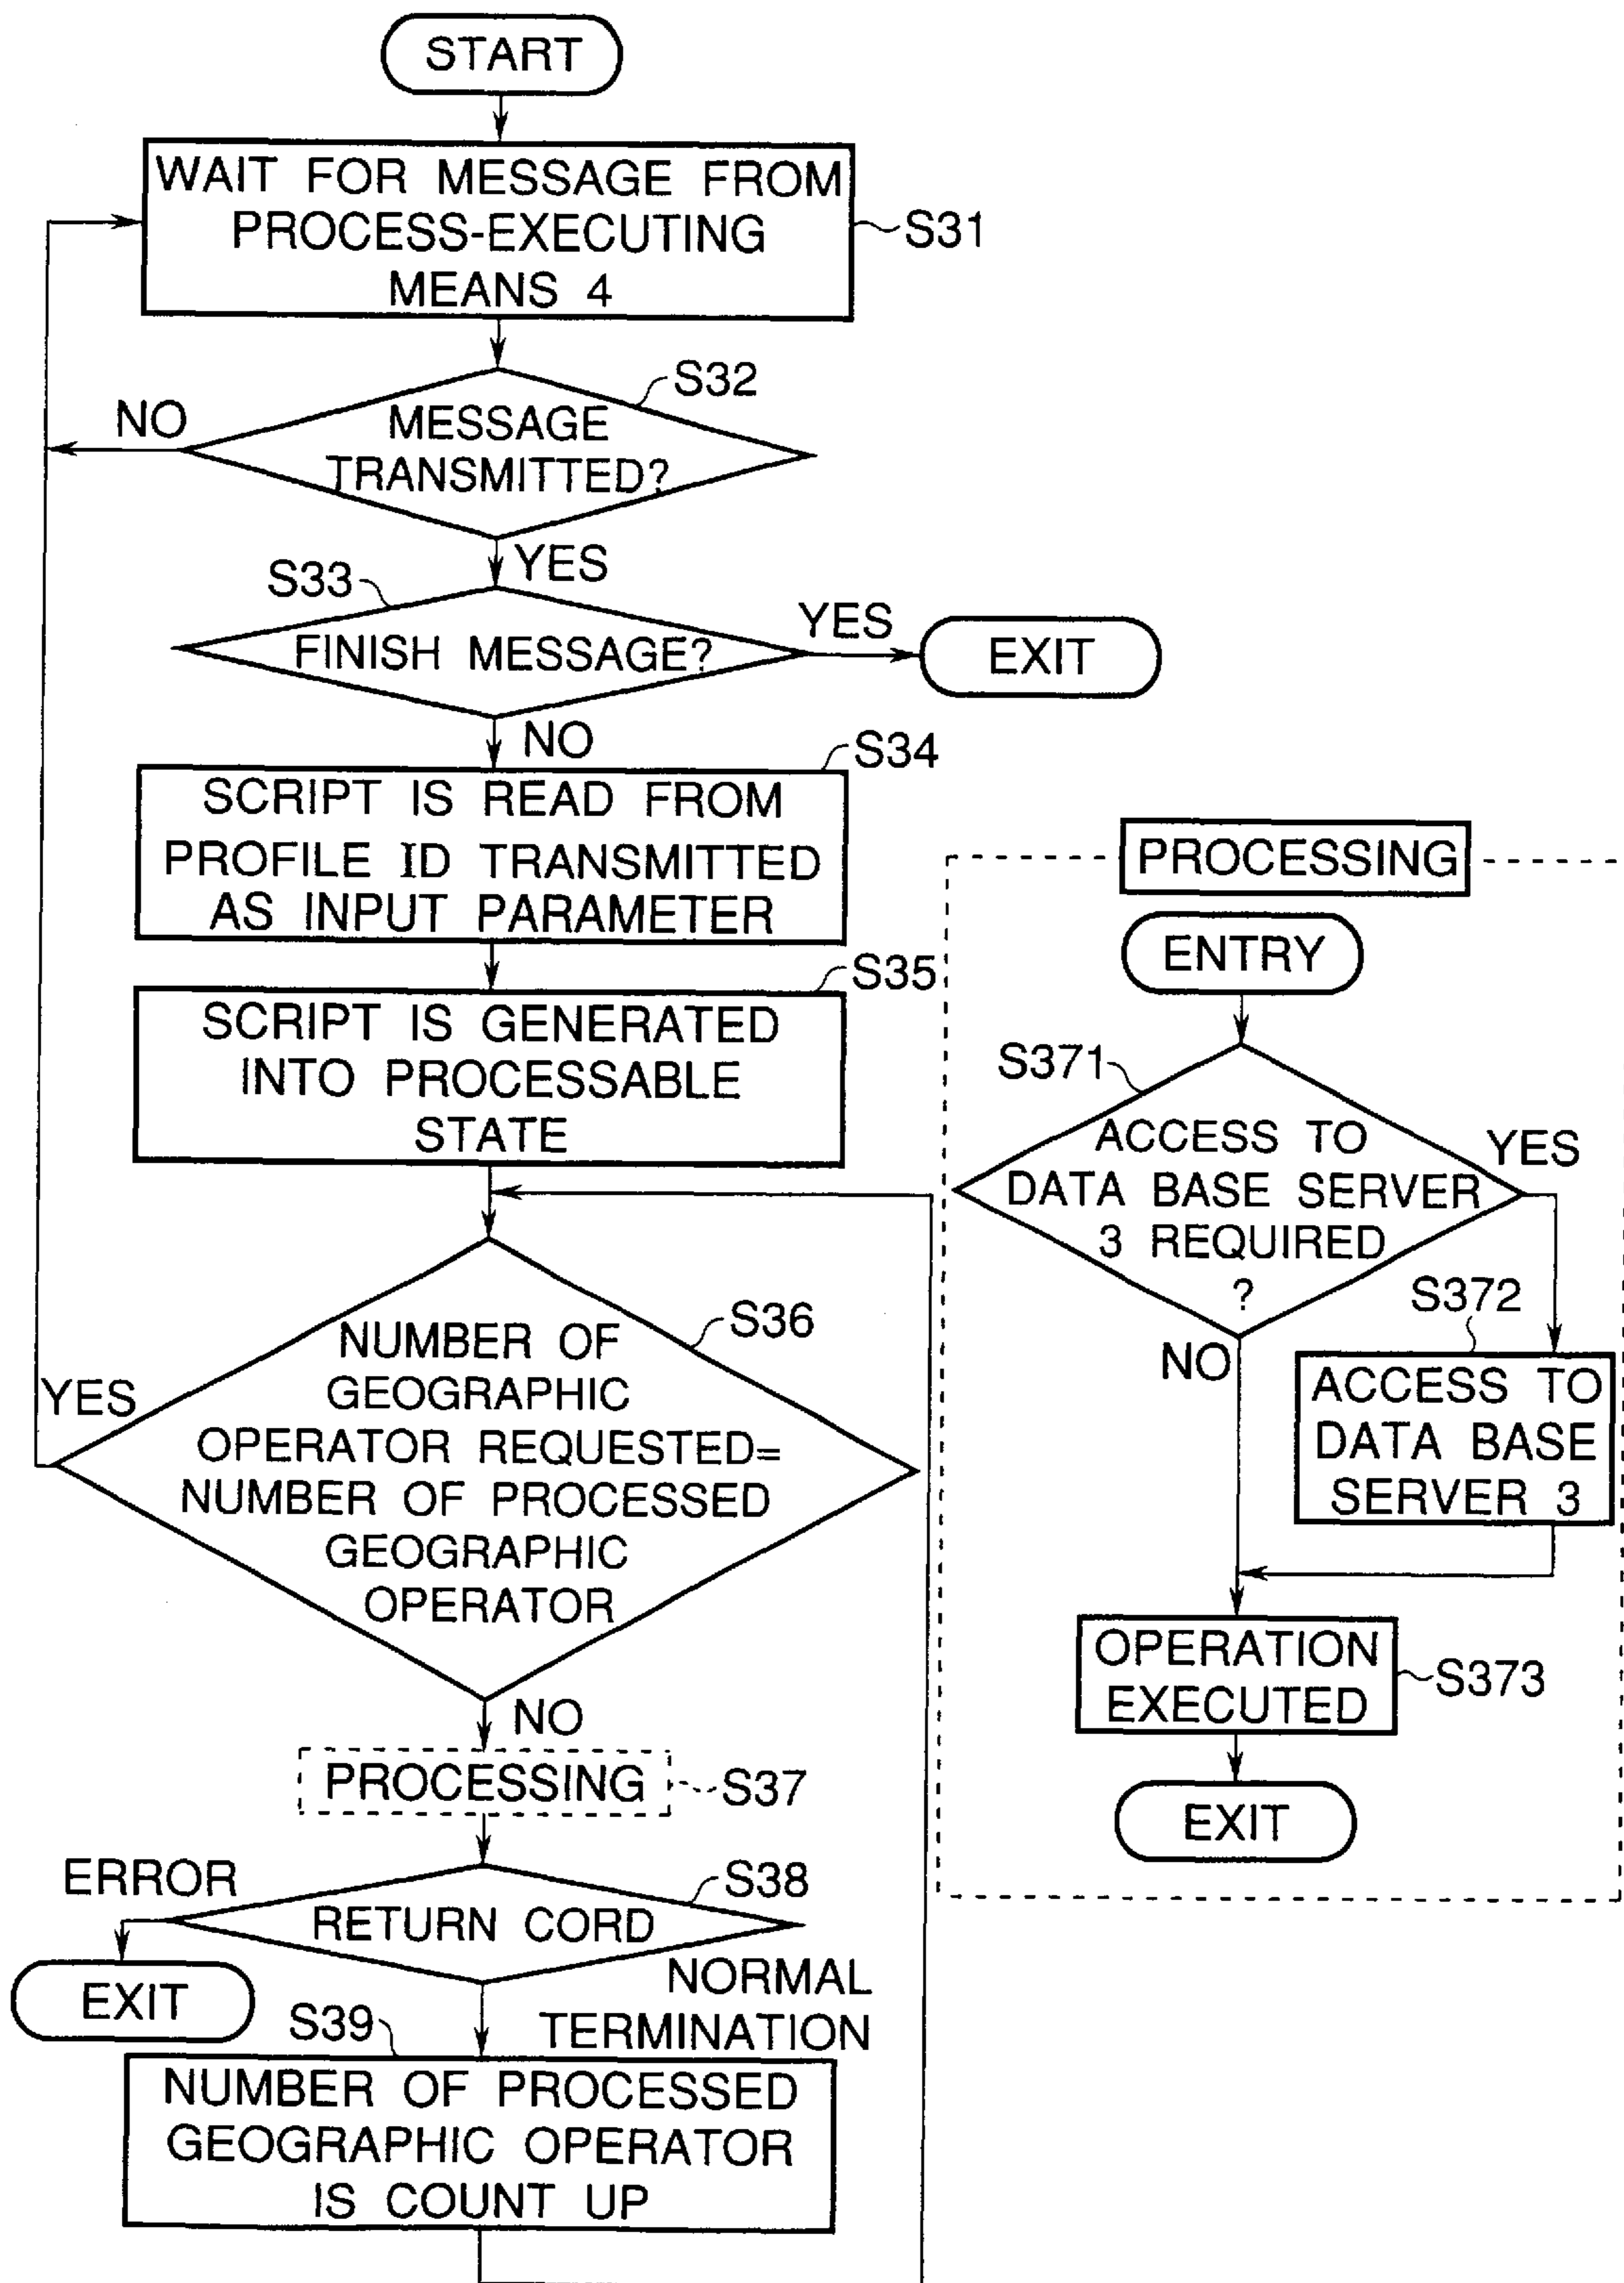 START
WAIT FOR MESSAGE FROM
PROCESS-EXECUTING
MEANS 4
S31
S32
NO
MESSAGE
TRANSMITTED?
YES
S33
FINISH MESSAGE?
YES
EXIT
NO
S34
SCRIPT IS READ FROM
PROFILE ID TRANSMITTED
AS INPUT PARAMETER
S35
SCRIPT IS GENERATED
INTO PROCESSABLE
STATE
S36
NUMBER OF
GEOGRAPHIC
OPERATOR REQUESTED=
NUMBER OF PROCESSED
GEOGRAPHIC
OPERATOR
YES
NO
PROCESSING
S37
S38
ERROR
RETURN CORD
EXIT
NORMAL
TERMINATION
S39
NUMBER OF PROCESSED
GEOGRAPHIC OPERATOR
IS COUNT UP
PROCESSING
ENTRY
S371
ACCESS TO
DATA BASE SERVER
3 REQUIRED
?
YES
S372
NO
ACCESS TO
DATA BASE
SERVER 3
OPERATION
EXECUTED
S373
EXIT